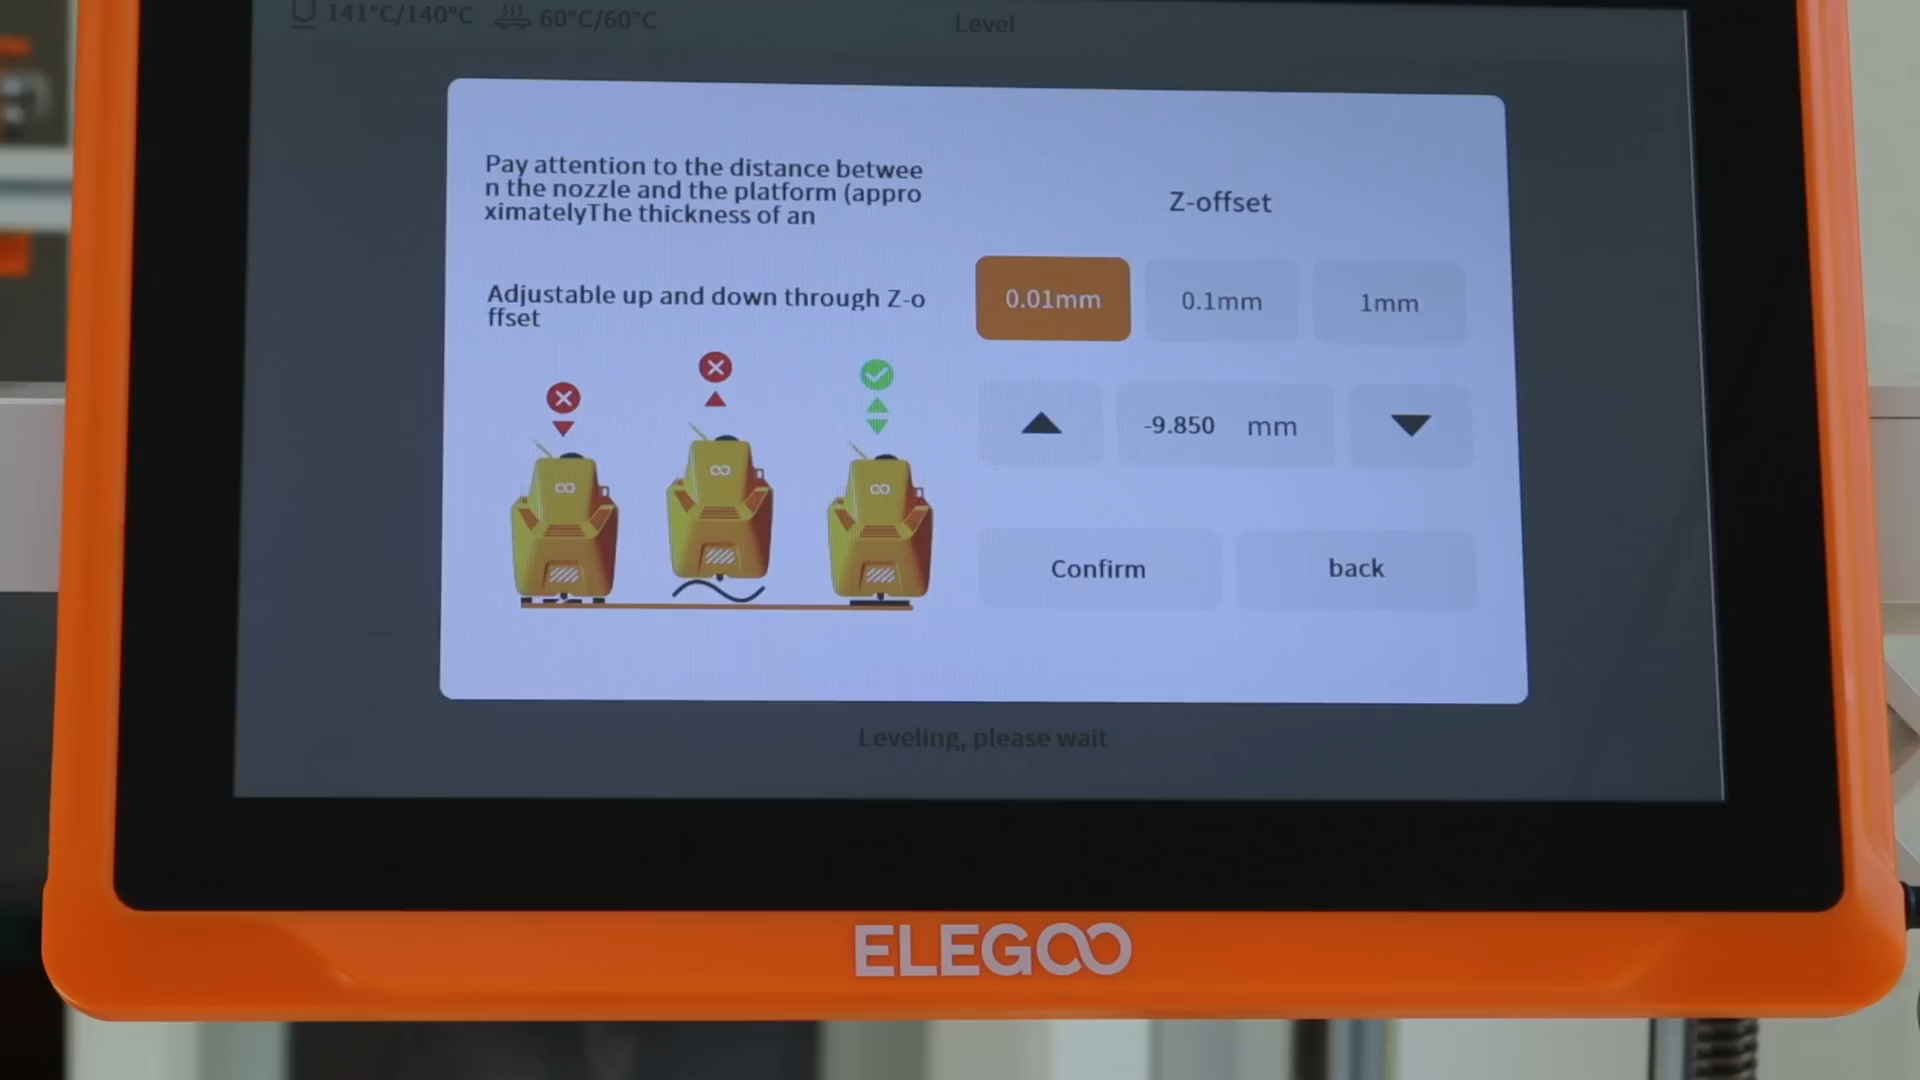 141°C/140°C 60°C/60°C Level
Pay attention to the distance betwee
n the nozzle and the platform (appro
ximatelyThe thickness of an
Adjustable up and down through Z-o
ffset
Z-offset
0.01mm 0.1mm 1mm
-9.850 mm
Confirm back
Leveling, please wait
ELEGOO